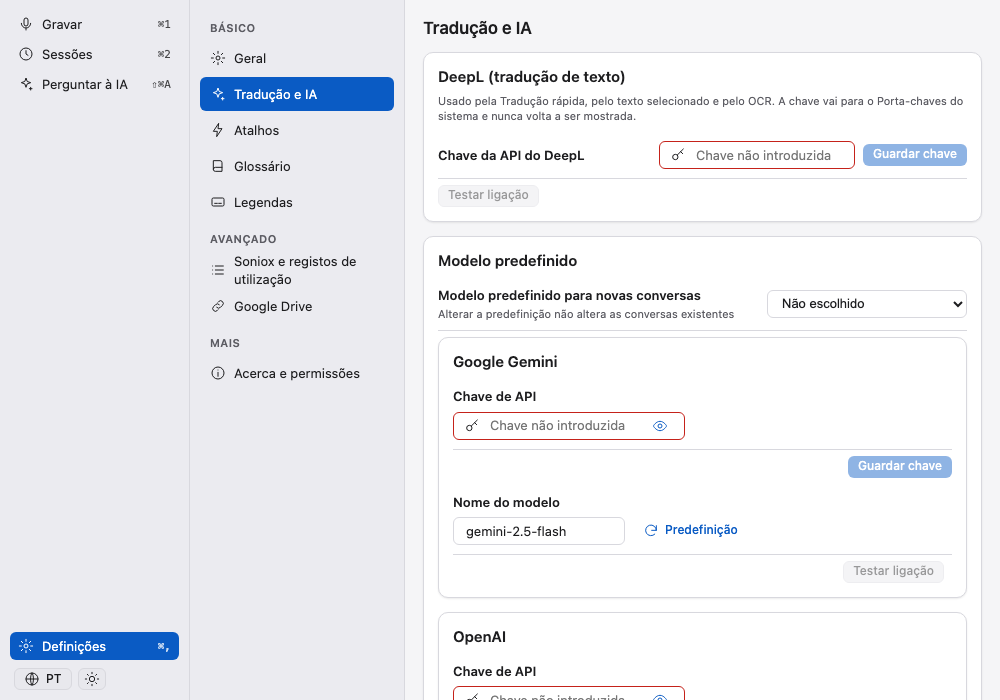 Gravar ⌘1
Sessões ⌘2
Perguntar à IA ⇧⌘A
Definições ⌘,
PT
BÁSICO
Geral
Tradução e IA
Atalhos
Glossário
Legendas
AVANÇADO
Soniox e registos de
utilização
Google Drive
MAIS
Acerca e permissões
Tradução e IA
DeepL (tradução de texto)
Usado pela Tradução rápida, pelo texto selecionado e pelo OCR. A chave vai para o Porta-chaves do
sistema e nunca volta a ser mostrada.
Chave da API do DeepL Chave não introduzida Guardar chave
Testar ligação
Modelo predefinido
Modelo predefinido para novas conversas
Alterar a predefinição não altera as conversas existentes
Não escolhido
Google Gemini
Chave de API
Chave não introduzida
Guardar chave
Nome do modelo
gemini-2.5-flash Predefinição
Testar ligação
OpenAI
Chave de API
Chave não introduzida